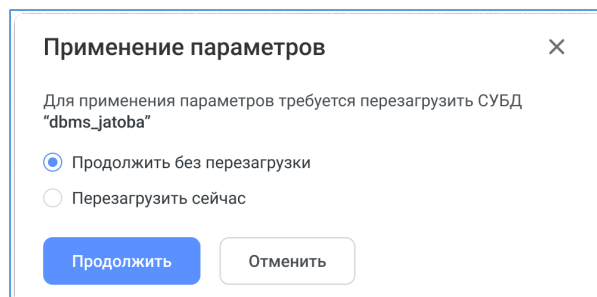 Применение параметров
Для применения параметров требуется перезагрузить СУБД
“dbms_jatoba”
Продолжить без перезагрузки
Перезагрузить сейчас
Продолжить
Отменить